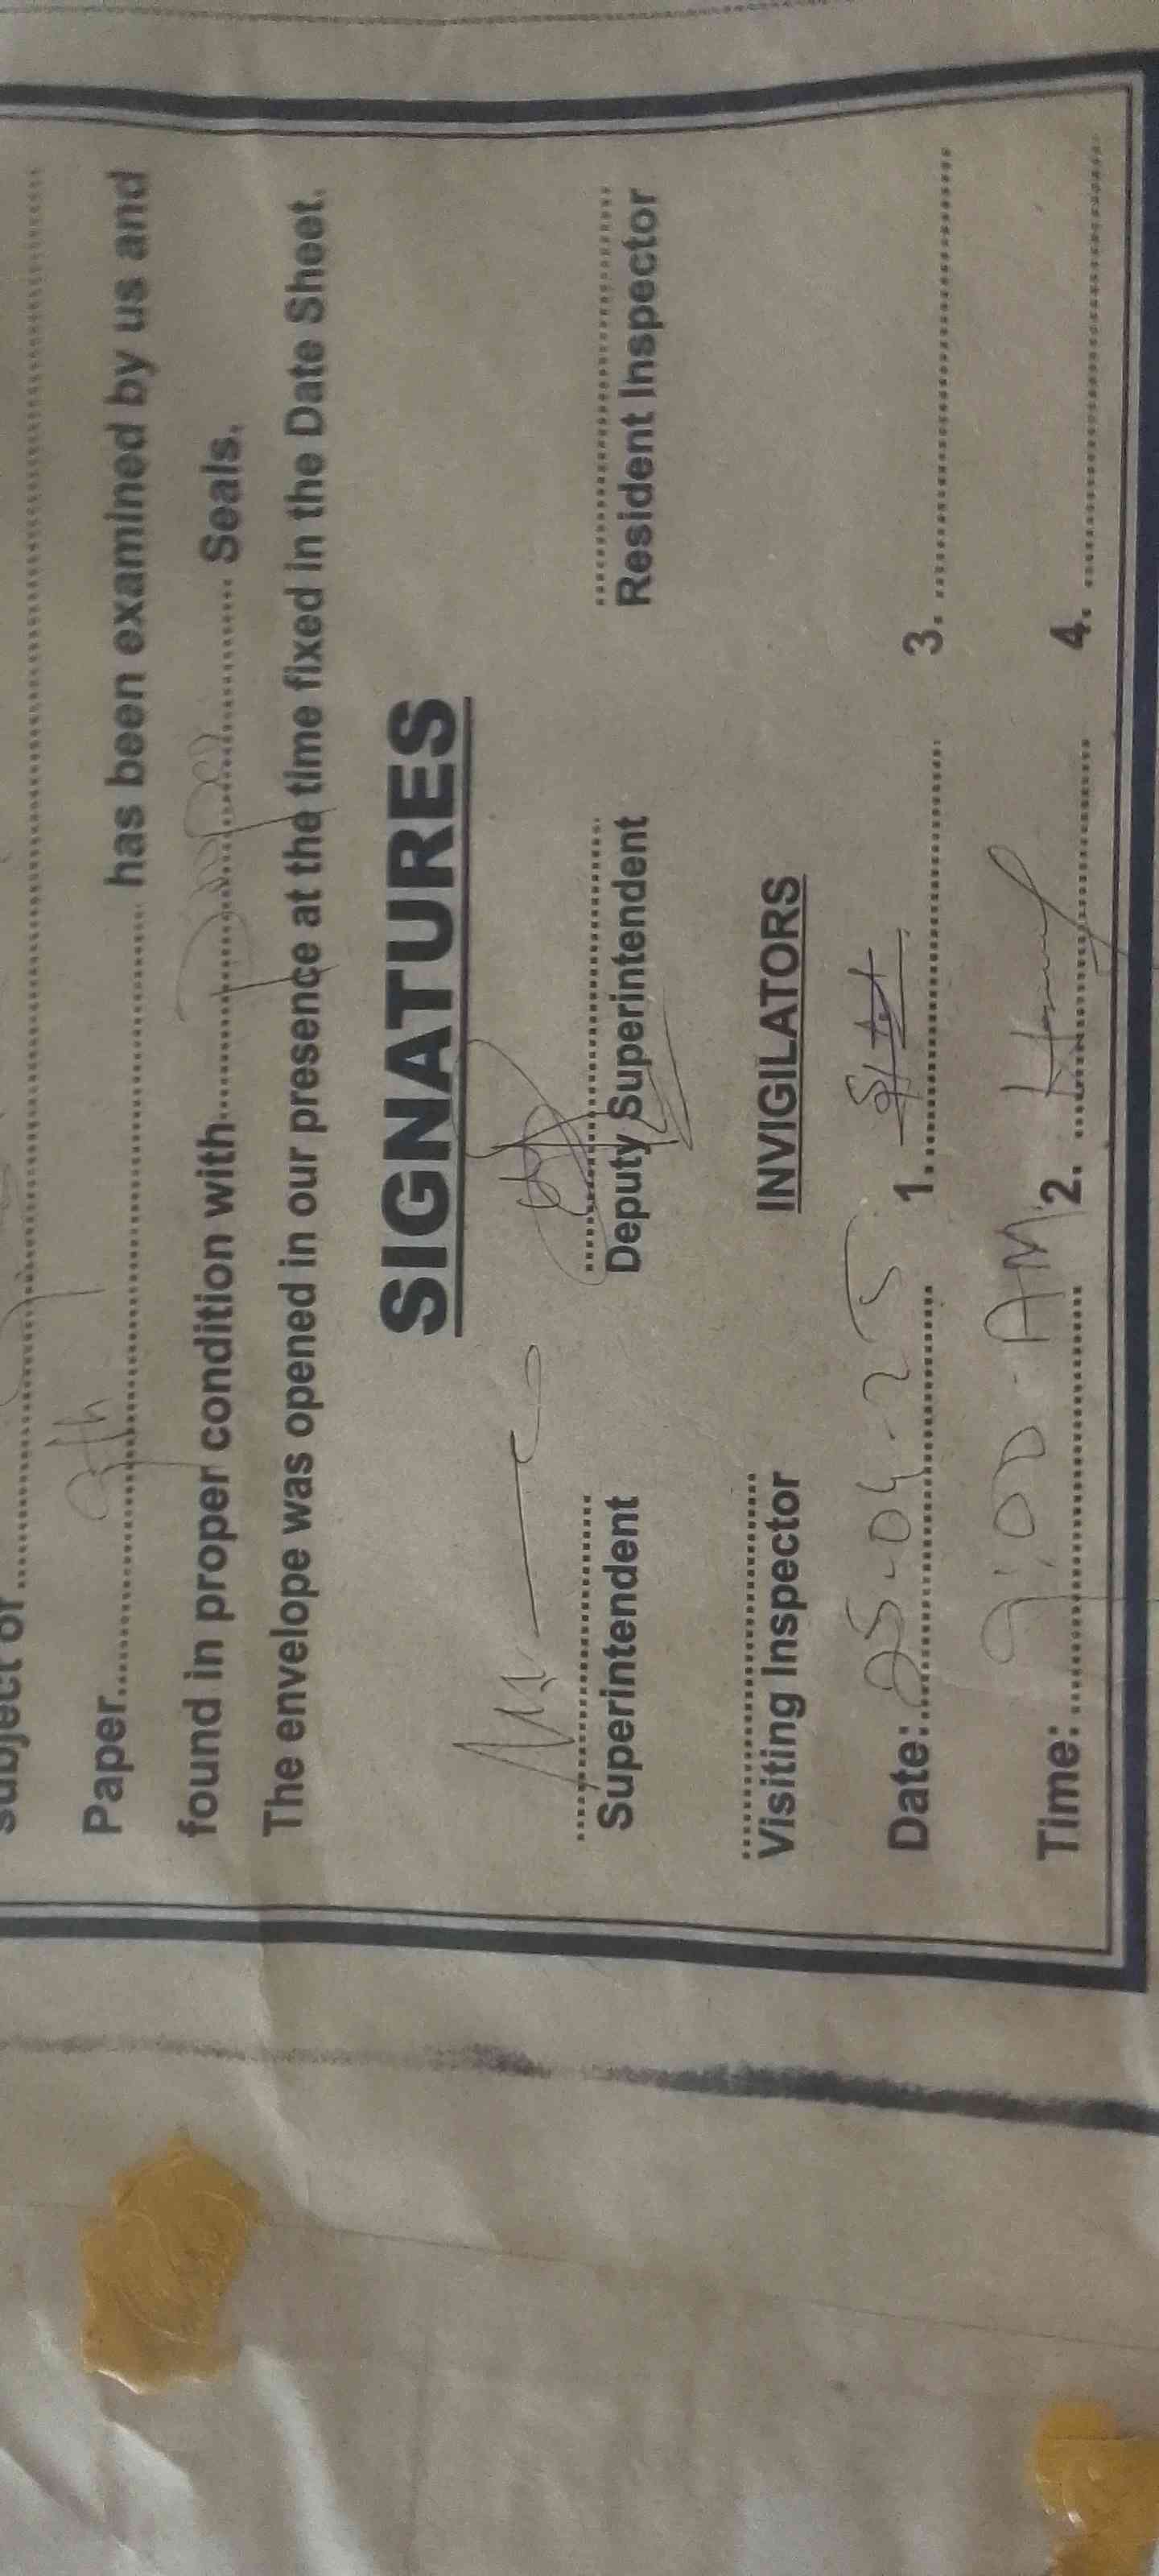 subject of..........
Paper.......... 9th .......... has been examined by us and
found in proper condition with.......... Seals.
The envelope was opened in our presence at the time fixed in the Date Sheet.
SIGNATURES
Superintendent Deputy Superintendent Resident Inspector
Visiting Inspector INVIGILATORS
Date: 25-04-25 1. .......... 3. ..........
Time: 9:00 AM 2. .......... 4. ..........